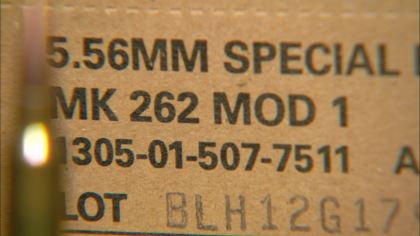 5.56MM SPECIAL
MK 262 MOD 1
1305-01-507-7511 A
LOT BLH12G17